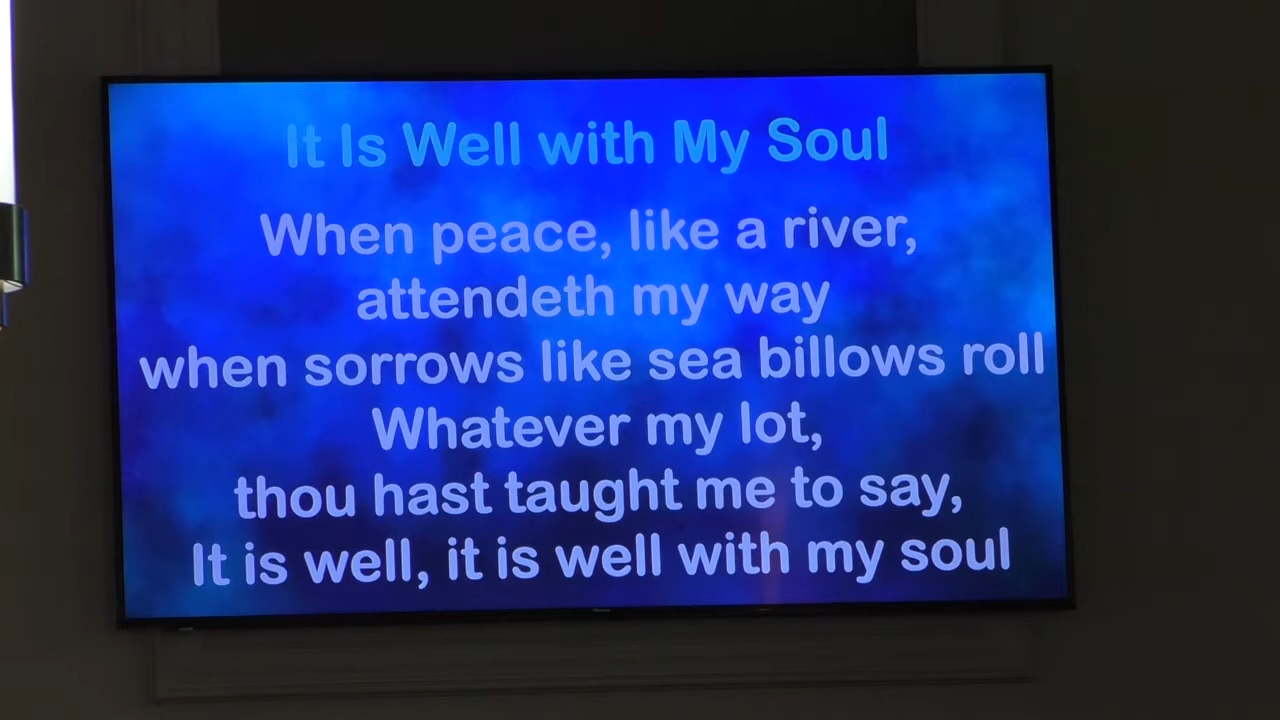 It Is Well with My Soul
When peace, like a river,
attendeth my way
when sorrows like sea billows roll
Whatever my lot,
thou hast taught me to say,
It is well, it is well with my soul